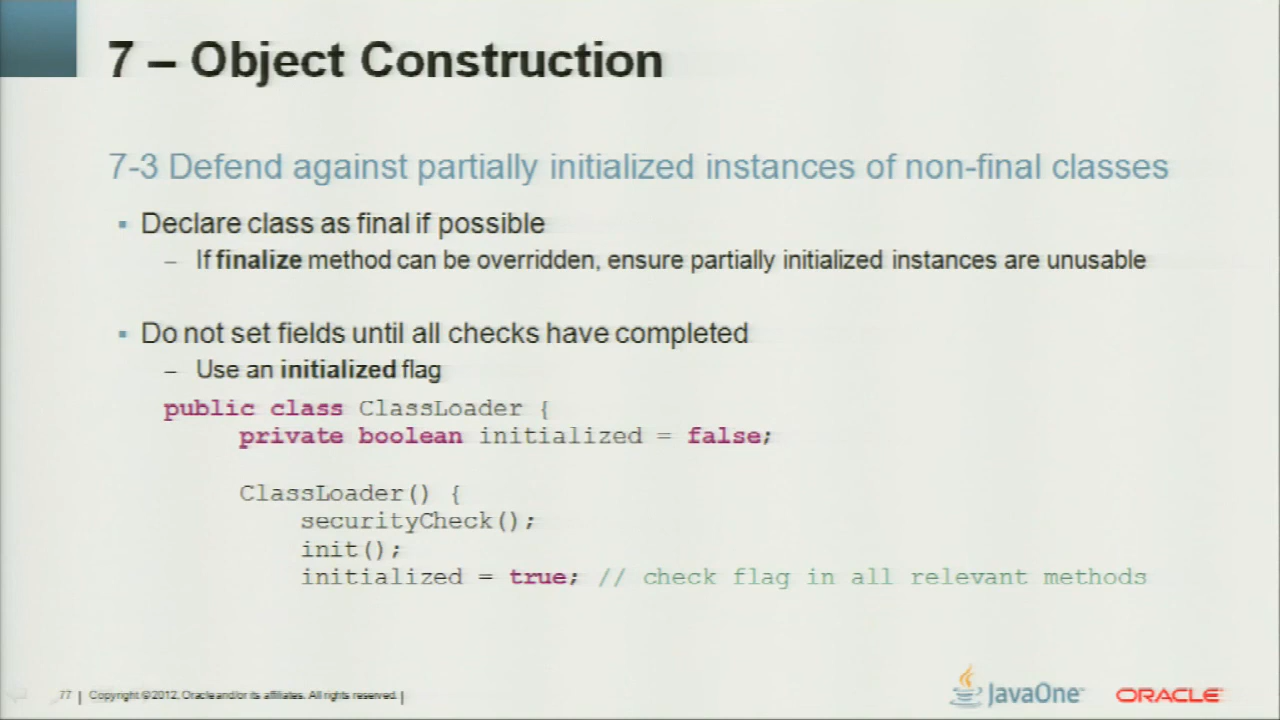 7 – Object Construction
7-3 Defend against partially initialized instances of non-final classes
▪ Declare class as final if possible
– If finalize method can be overridden, ensure partially initialized instances are unusable
▪ Do not set fields until all checks have completed
– Use an initialized flag
public class ClassLoader {
private boolean initialized = false;
ClassLoader() {
securityCheck();
init();
initialized = true; // check flag in all relevant methods
77 | Copyright © 2012, Oracle and/or its affiliates. All rights reserved. |
JavaOne
ORACLE